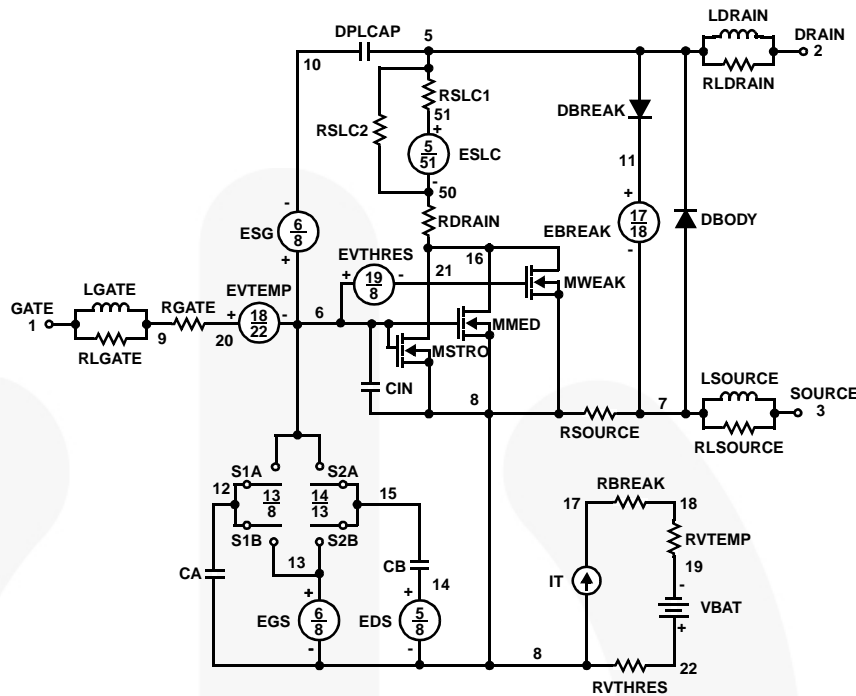 LDRAIN
DPLCAP 5 DRAIN
10 2
RLDRAIN
RSLC1
51
DBREAK
RSLC2
+
5
51
ESLC
-
50
11
-
RDRAIN
+
17
18
EBREAK
-
DBODY
6
8
ESG
+
EVTHRES
16
+ 19
8 - 21
MWEAK
LGATE
GATE
1
RGATE
EVTEMP
+ 18
22 -
6
MMED
9
20
RLGATE
MSTRO
CIN
8
7
LSOURCE
SOURCE
3
RSOURCE
RLSOURCE
S1A S2A
12
13
8
14
13
15
RBREAK
17 18
S1B S2B
13
RVTEMP
CA
CB
14
IT
19
-
VBAT
+
+
6
8
EGS
-
+
5
8
EDS
-
8
22
RVTHRES